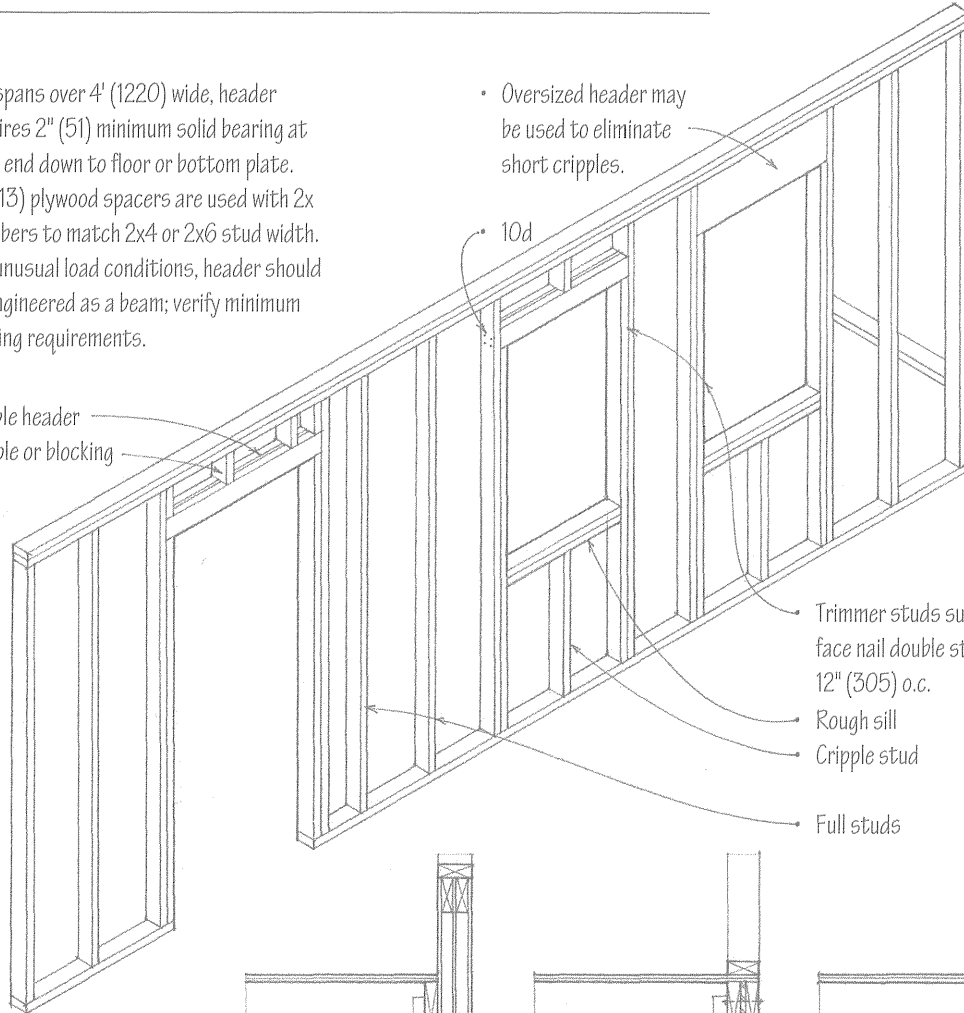 spans over 4' (1220) wide, header
ires 2" (51) minimum solid bearing at
end down to floor or bottom plate.
13) plywood spacers are used with 2x
bers to match 2x4 or 2x6 stud width.
unusual load conditions, header should
ngineered as a beam; verify minimum
ing requirements.
• Oversized header may
be used to eliminate
short cripples.
• 10d
ole header
ple or blocking
• Trimmer studs su
face nail double st
12" (305) o.c.
• Rough sill
• Cripple stud
• Full studs